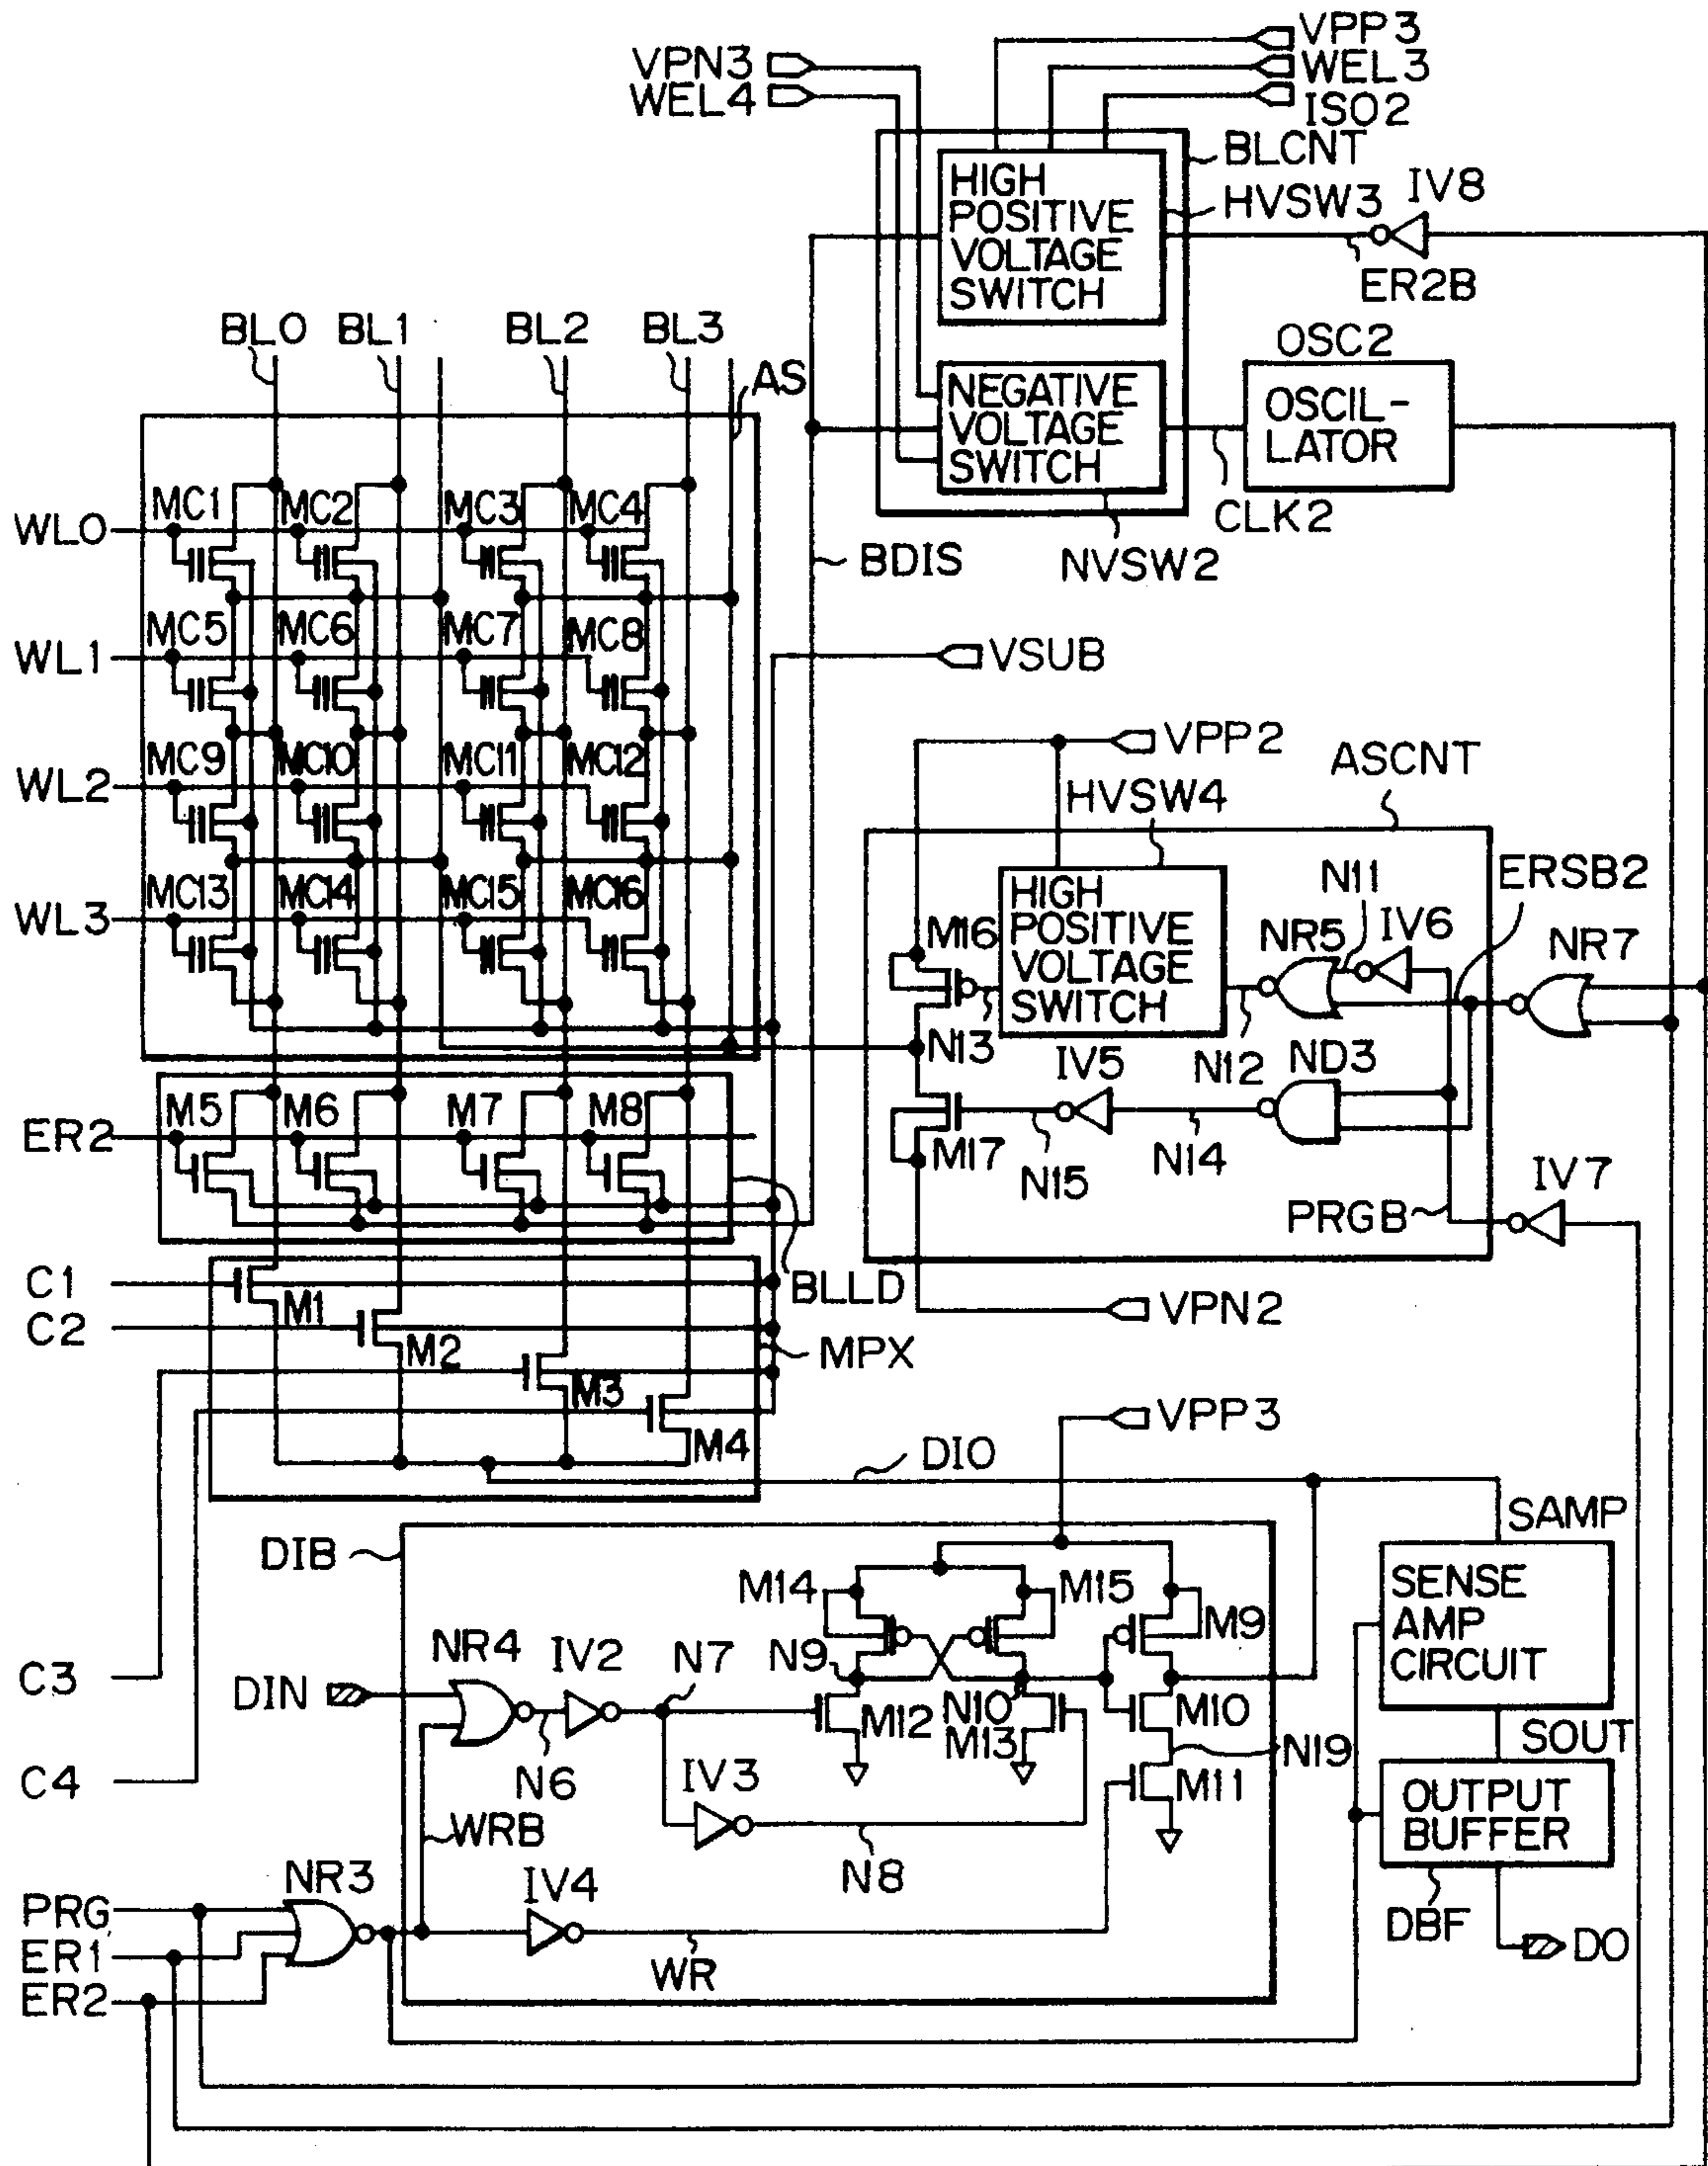 VPP3
VPN3
WEL3
WEL4
ISO2
BLCNT
HIGH
POSITIVE
VOLTAGE
SWITCH
HVSW3
IV8
ER2B
BL0
BL1
BL2
BL3
AS
OSC2
NEGATIVE
VOLTAGE
SWITCH
OSCIL-
LATOR
CLK2
NVSW2
BDIS
WL0
MC1
MC2
MC3
MC4
WL1
MC5
MC6
MC7
MC8
VSUB
WL2
MC9
MC10
MC11
MC12
VPP2
ASCNT
HVSW4
WL3
MC13
MC14
MC15
MC16
M16
HIGH
POSITIVE
VOLTAGE
SWITCH
N11
ERSB2
NR5
IV6
NR7
N13
N12
IV5
ND3
ER2
M5
M6
M7
M8
M17
N15
N14
IV7
PRGB
C1
M1
BLLD
VPN2
C2
M2
MPX
M3
M4
VPP3
DIO
SAMP
DIB
M14
M15
M9
SENSE
AMP
CIRCUIT
NR4
IV2
N7
N9
C3
DIN
M12
N10
M13
M10
N19
SOUT
N6
IV3
M11
C4
WRB
N8
OUTPUT
BUFFER
NR3
IV4
PRG
DBF
DO
ER1
WR
ER2